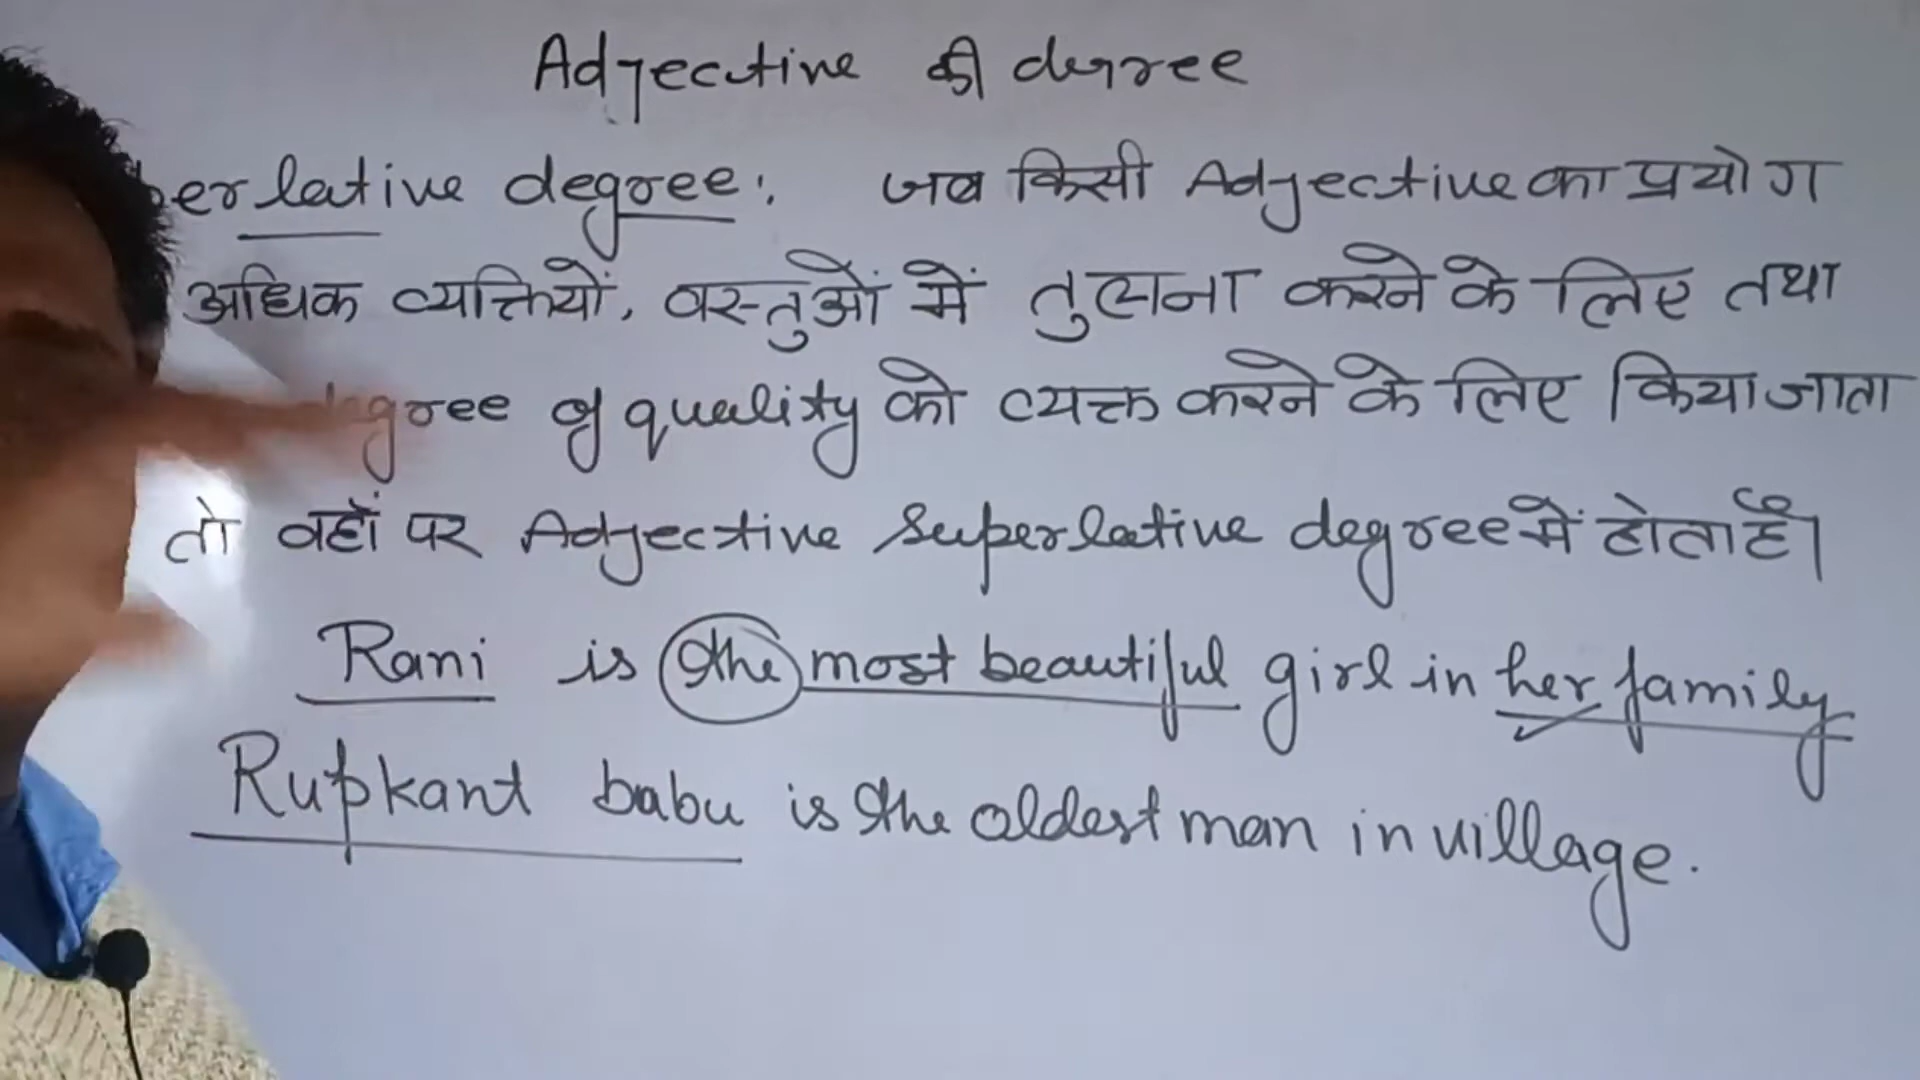 Adjective की degree
perlative degree: जब किसी Adjective का प्रयोग
अधिक व्यक्तियों, वस्तुओं में तुलना करने के लिए तथा
degree of quality को व्यक्त करने के लिए किया जाता
तो वहाँ पर Adjective superlative degree में होता है।
Rani is the most beautiful girl in her family
Rupkant babu is the oldest man in village.